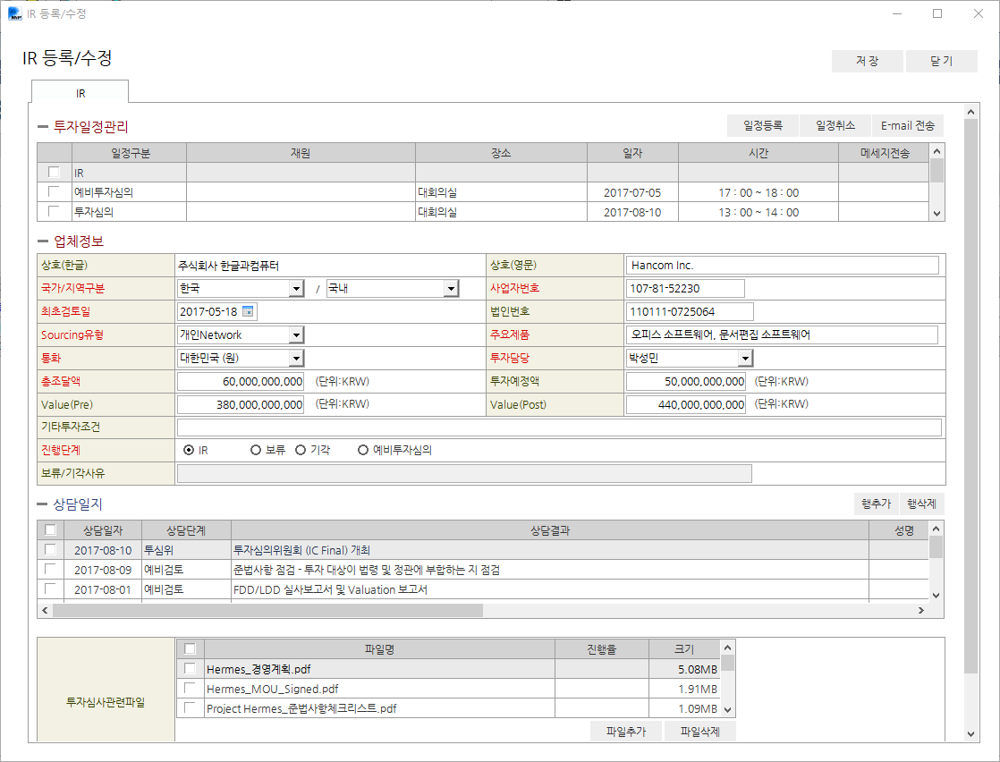 IR 등록/수정
IR 등록/수정
저 장 닫 기
IR
투자일정관리 일정등록 일정취소 E-mail 전송
일정구분 재원 장소 일자 시간 메세지전송
IR
예비투자심의 대회의실 2017-07-05 17 : 00 ~ 18 : 00
투자심의 대회의실 2017-08-10 13 : 00 ~ 14 : 00
업체정보
상호(한글) 주식회사 한글과컴퓨터 상호(영문) Hancom Inc.
국가/지역구분 한국 / 국내 사업자번호 107-81-52230
최초검토일 2017-05-18 법인번호 110111-0725064
Sourcing유형 개인Network 주요제품 오피스 소프트웨어, 문서편집 소프트웨어
통화 대한민국 (원) 투자담당 박성민
총조달액 60,000,000,000 (단위:KRW) 투자예정액 50,000,000,000 (단위:KRW)
Value(Pre) 380,000,000,000 (단위:KRW) Value(Post) 440,000,000,000 (단위:KRW)
기타투자조건
진행단계 IR 보류 기각 예비투자심의
보류/기각사유
상담일지 행추가 행삭제
상담일자 상담단계 상담결과 성명
2017-08-10 투심위 투자심의위원회 (IC Final) 개최
2017-08-09 예비검토 준법사항 점검 - 투자 대상이 법령 및 정관에 부합하는 지 점검
2017-08-01 예비검토 FDD/LDD 실사보고서 및 Valuation 보고서
파일명 진행율 크기
Hermes_경영계획.pdf 5.08MB
Hermes_MOU_Signed.pdf 1.91MB
투자심사관련파일 Project Hermes_준법사항체크리스트.pdf 1.09MB
파일추가 파일삭제